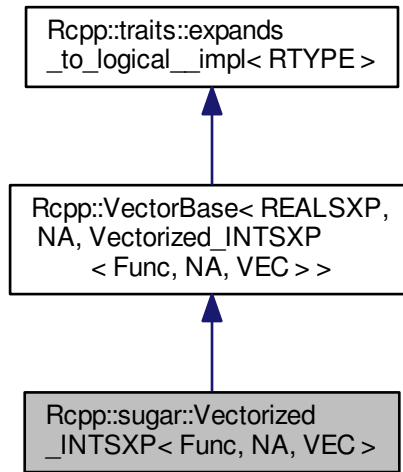 Rcpp::traits::expands
_to_logical__impl< RTYPE >
Rcpp::VectorBase< REALSXP,
NA, Vectorized_INTSXP
< Func, NA, VEC > >
Rcpp::sugar::Vectorized
_INTSXP< Func, NA, VEC >